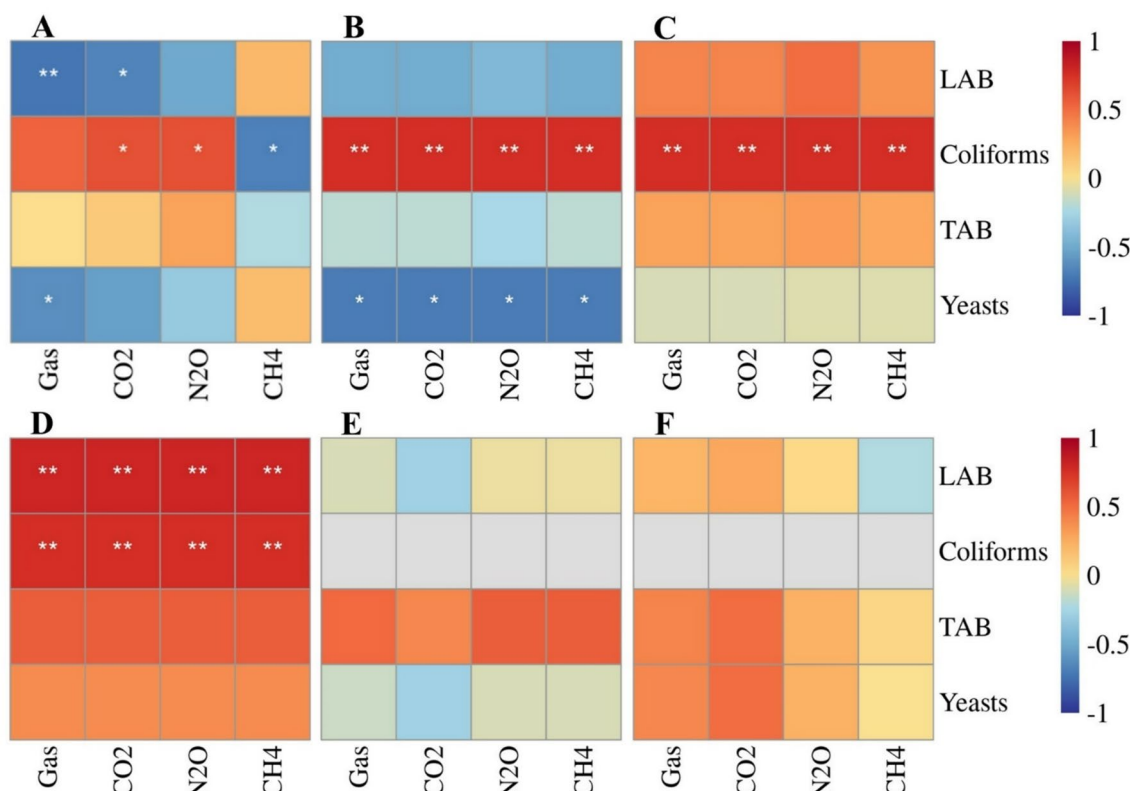 A B C
** *
LAB
* * * ** ** ** ** ** ** ** **
Coliforms
TAB
* * * * *
Yeasts
1
0.5
0
-0.5
-1
Gas CO2 N2O CH4 Gas CO2 N2O CH4 Gas CO2 N2O CH4
D E F
** ** ** **
LAB
** ** ** **
Coliforms
TAB
Yeasts
1
0.5
0
-0.5
-1
Gas CO2 N2O CH4 Gas CO2 N2O CH4 Gas CO2 N2O CH4